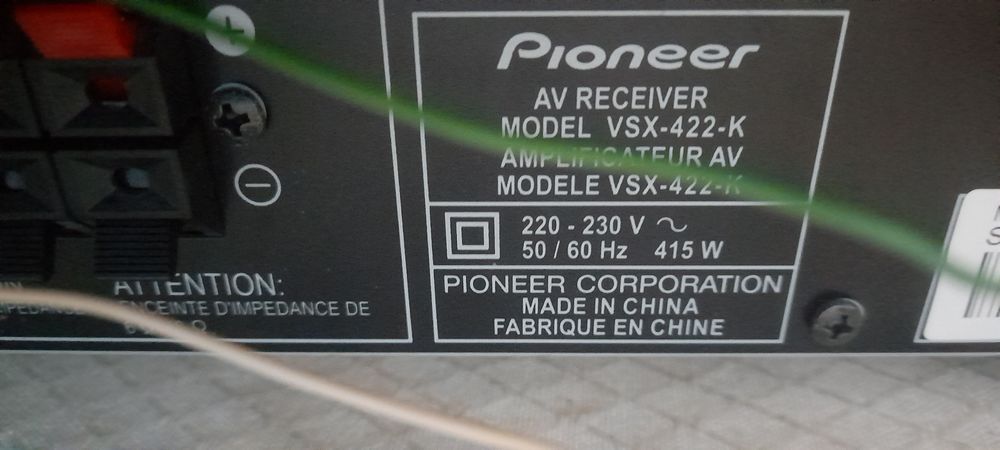 Pioneer
AV RECEIVER
MODEL VSX-422-K
AMPLIFICATEUR AV
MODELE VSX-422-K
220 - 230 V ~
50 / 60 Hz 415 W
PIONEER CORPORATION
MADE IN CHINA
FABRIQUE EN CHINE
+
−
ATTENTION:
ENCEINTE D'IMPEDANCE DE